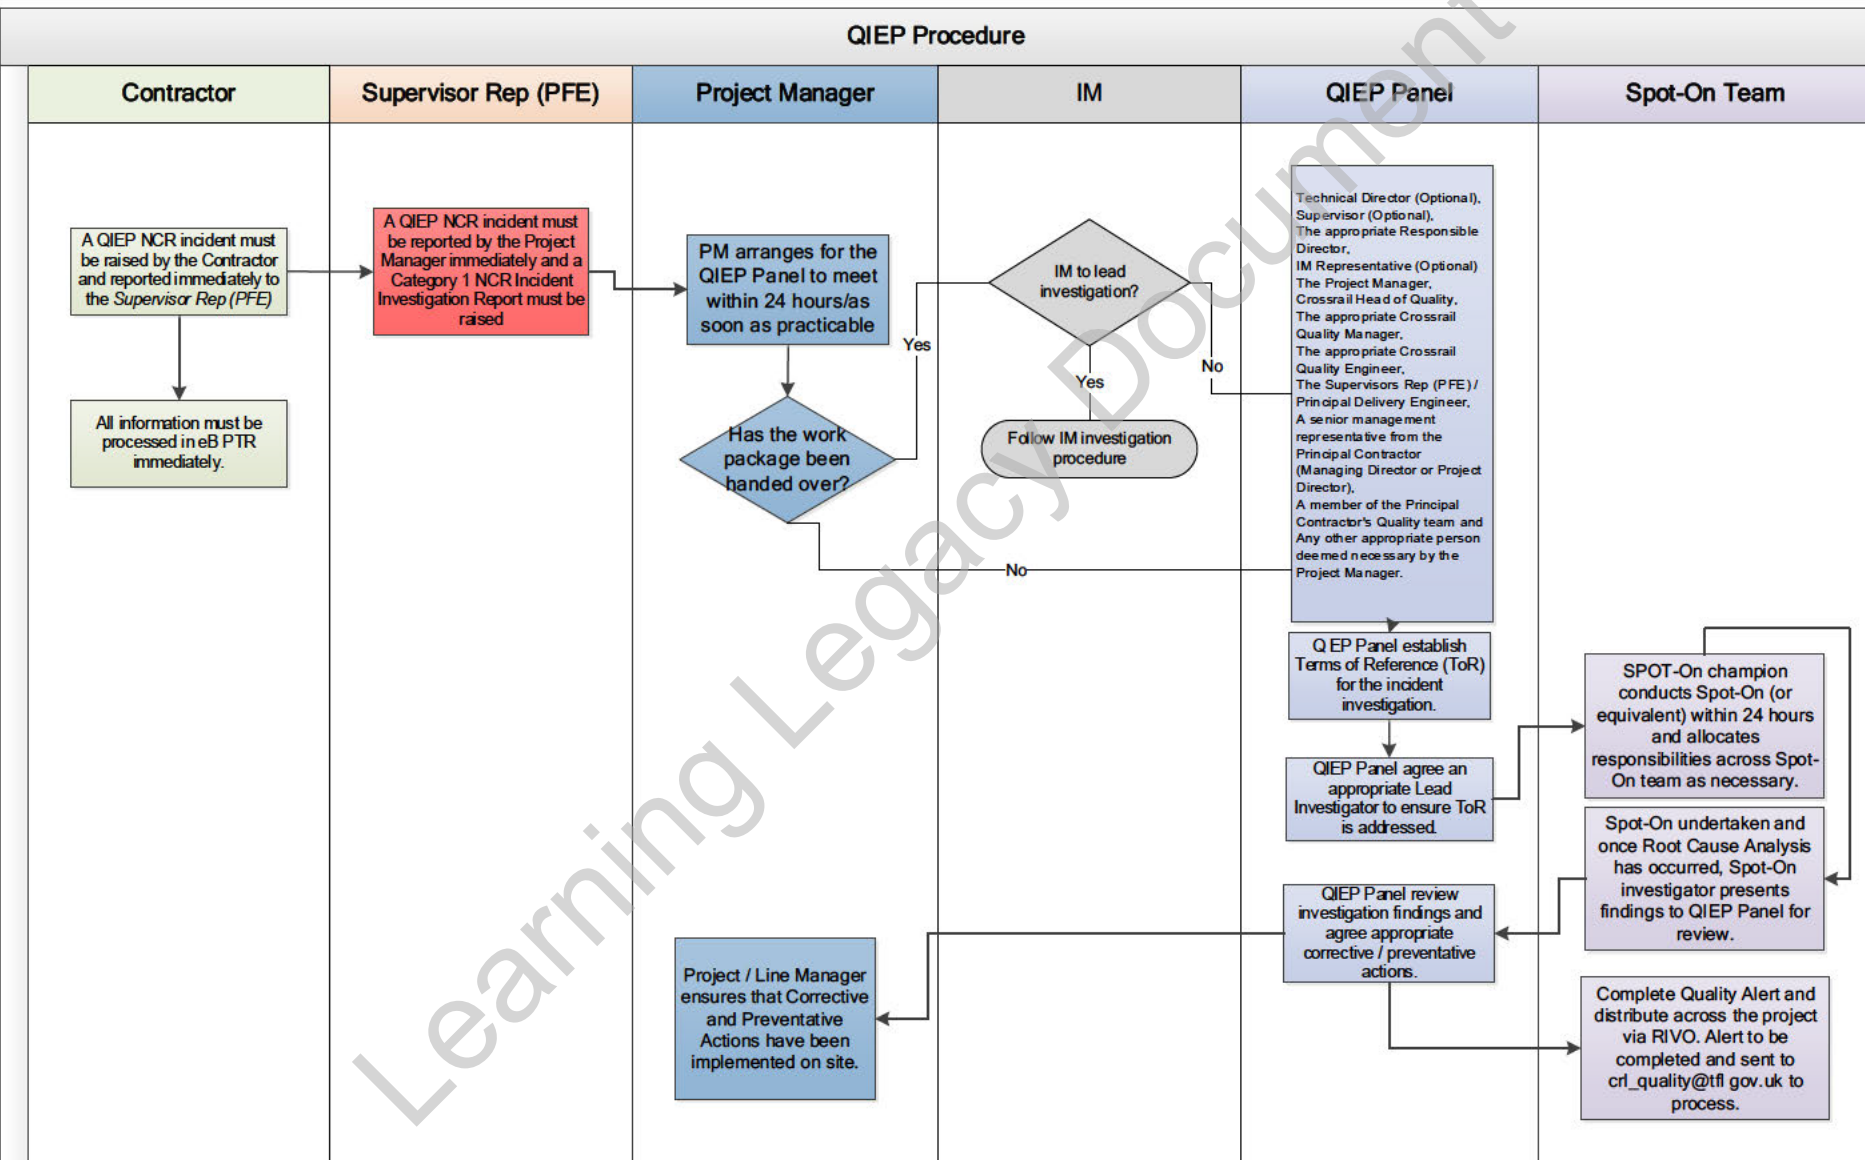 QIEP Procedure
Contractor
Supervisor Rep (PFE)
Project Manager
IM
QIEP Panel
Spot-On Team
A QIEP NCR incident must
be raised by the Contractor
and reported immediately to
the Supervisor Rep (PFE)
All information must be
processed in eB PTR
immediately.
A QIEP NCR incident must
be reported by the Project
Manager immediately and a
Category 1 NCR Incident
Investigation Report must be
raised
PM arranges for the
QIEP Panel to meet
within 24 hours/as
soon as practicable
Has the work
package been
handed over?
Yes
No
IM to lead
investigation?
Yes
No
Follow IM investigation
procedure
Technical Director (Optional),
Supervisor (Optional),
The appropriate Responsible
Director,
IM Representative (Optional)
The Project Manager,
Crossrail Head of Quality,
The appropriate Crossrail
Quality Manager,
The appropriate Crossrail
Quality Engineer,
The Supervisors Rep (PFE) /
Principal Delivery Engineer,
A senior management
representative from the
Principal Contractor
(Managing Director or Project
Director),
A member of the Principal
Contractor's Quality team and
Any other appropriate person
deemed necessary by the
Project Manager.
Q EP Panel establish
Terms of Reference (ToR)
for the incident
investigation.
QIEP Panel agree an
appropriate Lead
Investigator to ensure ToR
is addressed.
SPOT-On champion
conducts Spot-On (or
equivalent) within 24 hours
and allocates
responsibilities across Spot-
On team as necessary.
Spot-On undertaken and
once Root Cause Analysis
has occurred, Spot-On
investigator presents
findings to QIEP Panel for
review.
QIEP Panel review
investigation findings and
agree appropriate
corrective / preventative
actions.
Project / Line Manager
ensures that Corrective
and Preventative
Actions have been
implemented on site.
Complete Quality Alert and
distribute across the project
via RIVO. Alert to be
completed and sent to
crl_quality@tfl gov.uk to
process.
Learning Legacy Document